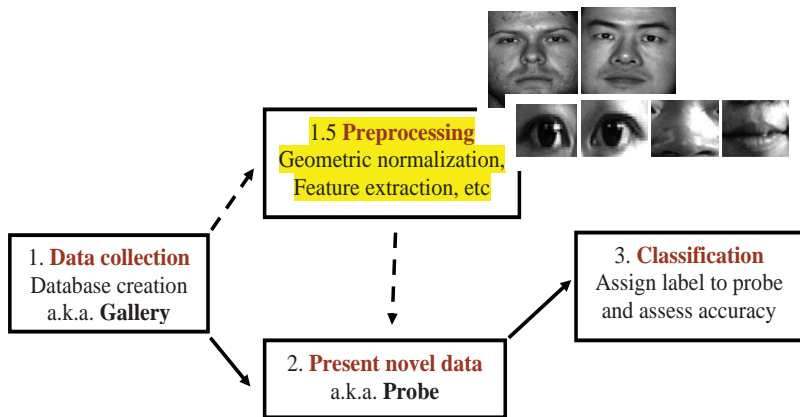 1.5 Preprocessing
Geometric normalization,
Feature extraction, etc
1. Data collection
Database creation
a.k.a. Gallery
2. Present novel data
a.k.a. Probe
3. Classification
Assign label to probe
and assess accuracy